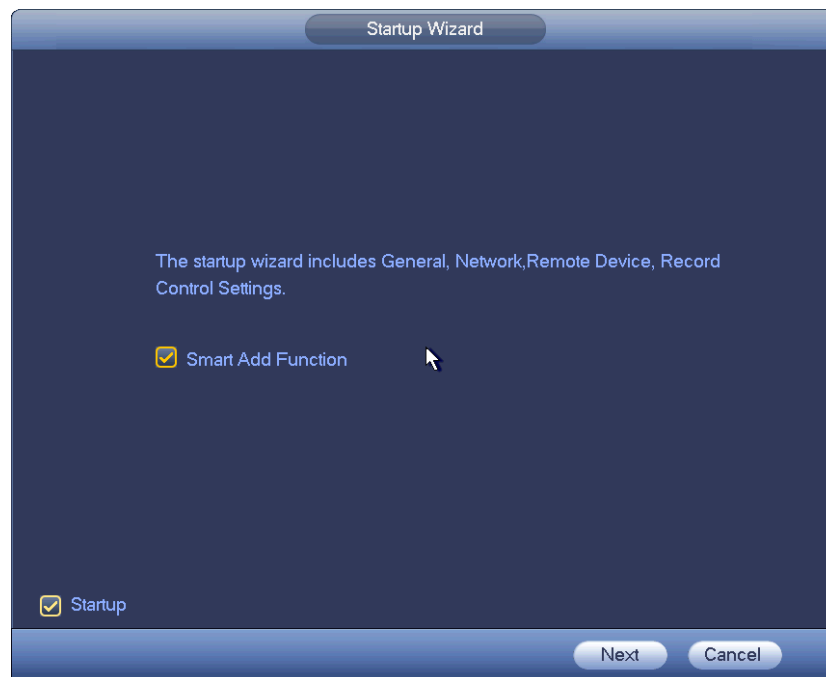 Startup Wizard
The startup wizard includes General, Network,Remote Device, Record
Control Settings.
Smart Add Function
Startup
Next Cancel